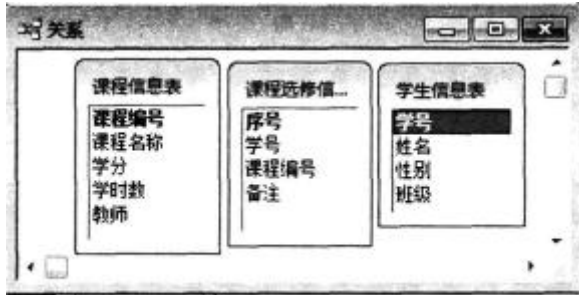 关系
课程信息表
课程编号
课程名称
学分
学时数
教师
课程选修信...
序号
学号
课程编号
备注
学生信息表
学号
姓名
性别
班级